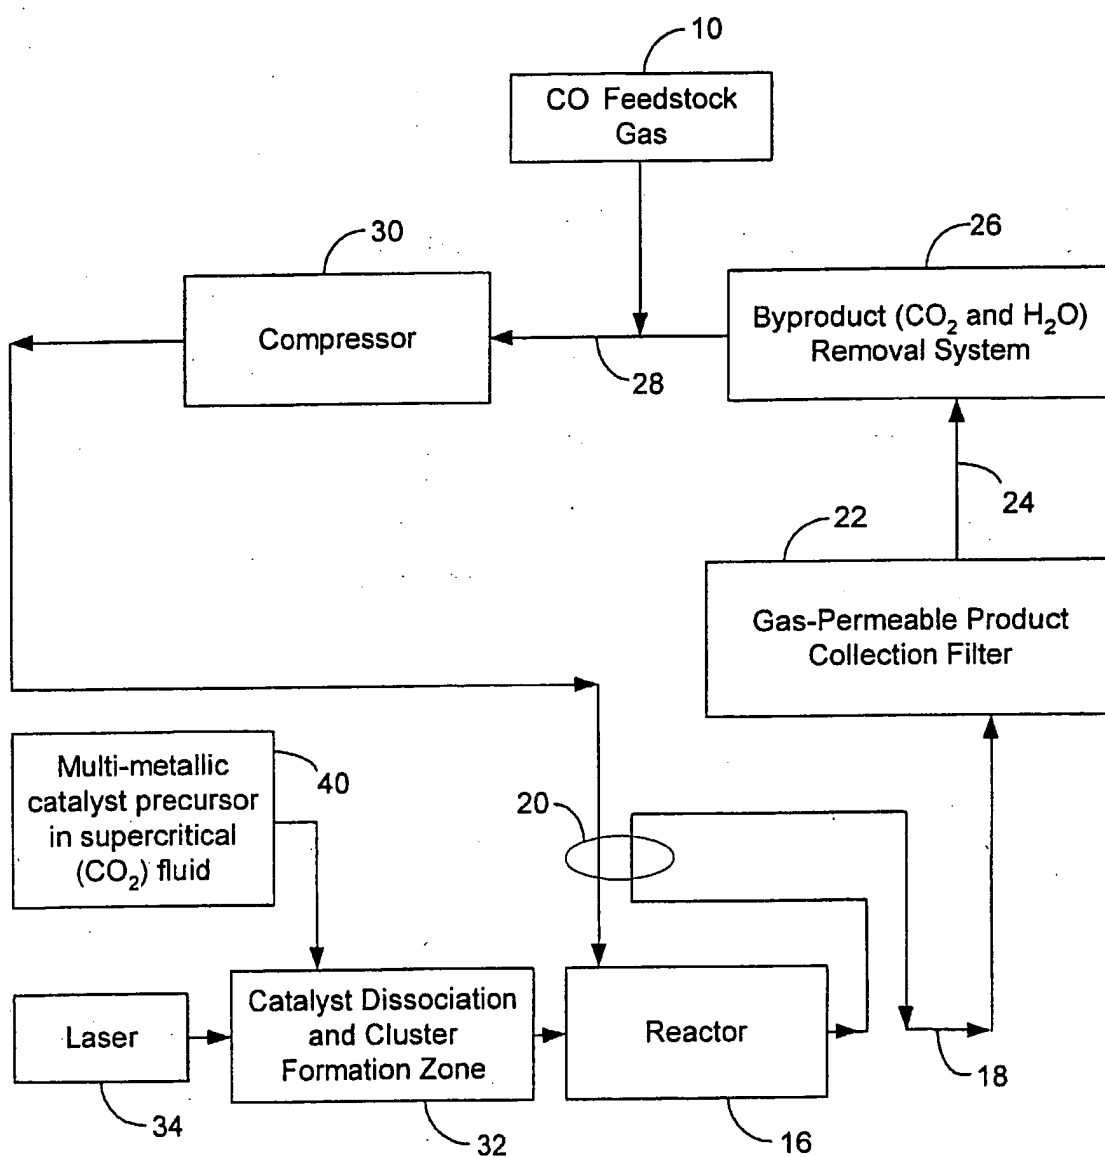 10
CO Feedstock
Gas
30
Compressor
26
Byproduct (CO₂ and H₂O)
Removal System
28
24
22
Gas-Permeable Product
Collection Filter
Multi-metallic
catalyst precursor
in supercritical
(CO₂) fluid
40
20
Laser
34
Catalyst Dissociation
and Cluster
Formation Zone
32
Reactor
16
18